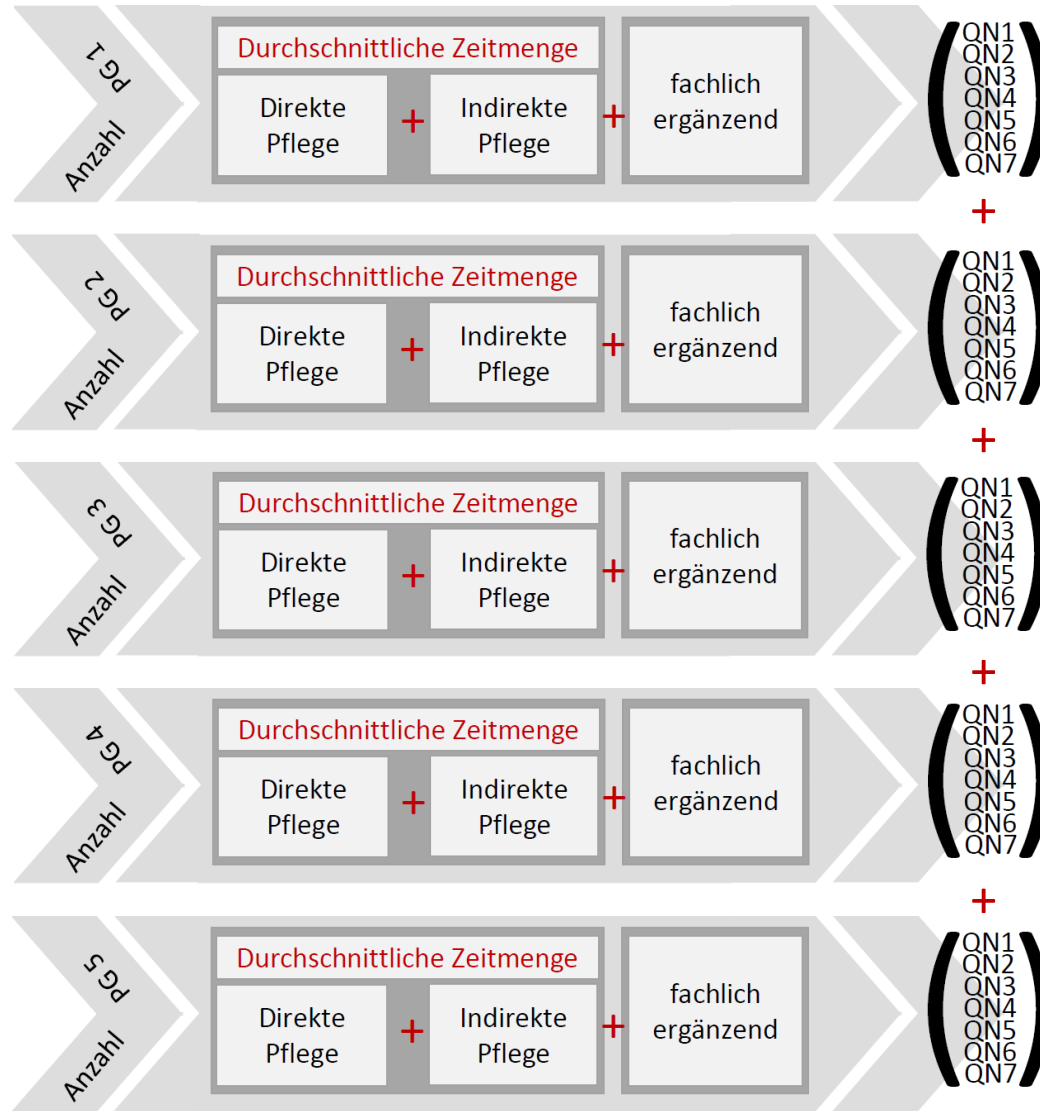 PG 1
Anzahl
Durchschnittliche Zeitmenge
Direkte
Pflege
+
Indirekte
Pflege
+
fachlich
ergänzend
QN1
QN2
QN3
QN4
QN5
QN6
QN7
+
PG 2
Anzahl
Durchschnittliche Zeitmenge
Direkte
Pflege
+
Indirekte
Pflege
+
fachlich
ergänzend
QN1
QN2
QN3
QN4
QN5
QN6
QN7
+
PG 3
Anzahl
Durchschnittliche Zeitmenge
Direkte
Pflege
+
Indirekte
Pflege
+
fachlich
ergänzend
QN1
QN2
QN3
QN4
QN5
QN6
QN7
+
PG 4
Anzahl
Durchschnittliche Zeitmenge
Direkte
Pflege
+
Indirekte
Pflege
+
fachlich
ergänzend
QN1
QN2
QN3
QN4
QN5
QN6
QN7
+
PG 5
Anzahl
Durchschnittliche Zeitmenge
Direkte
Pflege
+
Indirekte
Pflege
+
fachlich
ergänzend
QN1
QN2
QN3
QN4
QN5
QN6
QN7